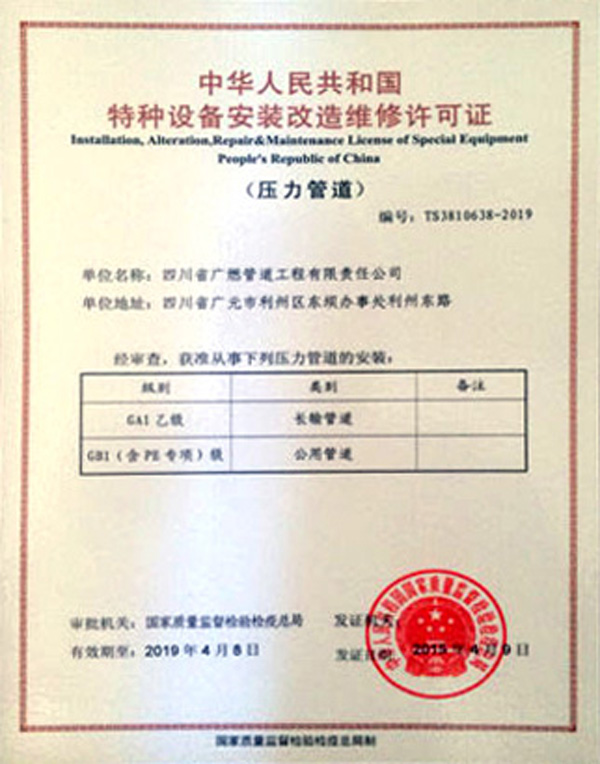 中华人民共和国
特种设备安装改造维修许可证
Installation, Alteration,Repair&Maintenance License of Special Equipment
People's Republic of China
（压力管道）
编号：TS3810638-2019
单位名称：四川省广燃管道工程有限责任公司
单位地址：四川省广元市利州区东坝办事处利州东路
经审查，获准从事下列压力管道的安装：
级别 类别 备注
GA1乙级 长输管道
GB1（含PE专项）级 公用管道
审批机关：国家质量监督检验检疫总局 发证机关
有效期至：2019年4月8日 发证日期 4月9日
国家质量监督检验检疫总局制